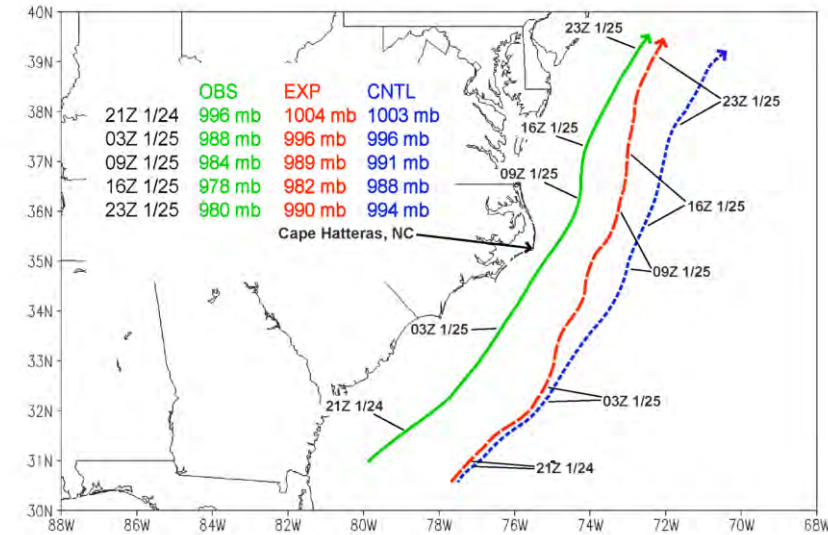 40N
23Z 1/25
39N
OBS EXP CNTL
21Z 1/24 996 mb 1004 mb 1003 mb
23Z 1/25
38N
03Z 1/25 988 mb 996 mb 996 mb
16Z 1/25
09Z 1/25 984 mb 989 mb 991 mb
37N
16Z 1/25 978 mb 982 mb 988 mb
09Z 1/25
23Z 1/25 980 mb 990 mb 994 mb
16Z 1/25
36N
Cape Hatteras, NC
35N
09Z 1/25
34N
03Z 1/25
33N
32N
03Z 1/25
21Z 1/24
31N
21Z 1/24
30N
88W 86W 84W 82W 80W 78W 76W 74W 72W 70W 68W